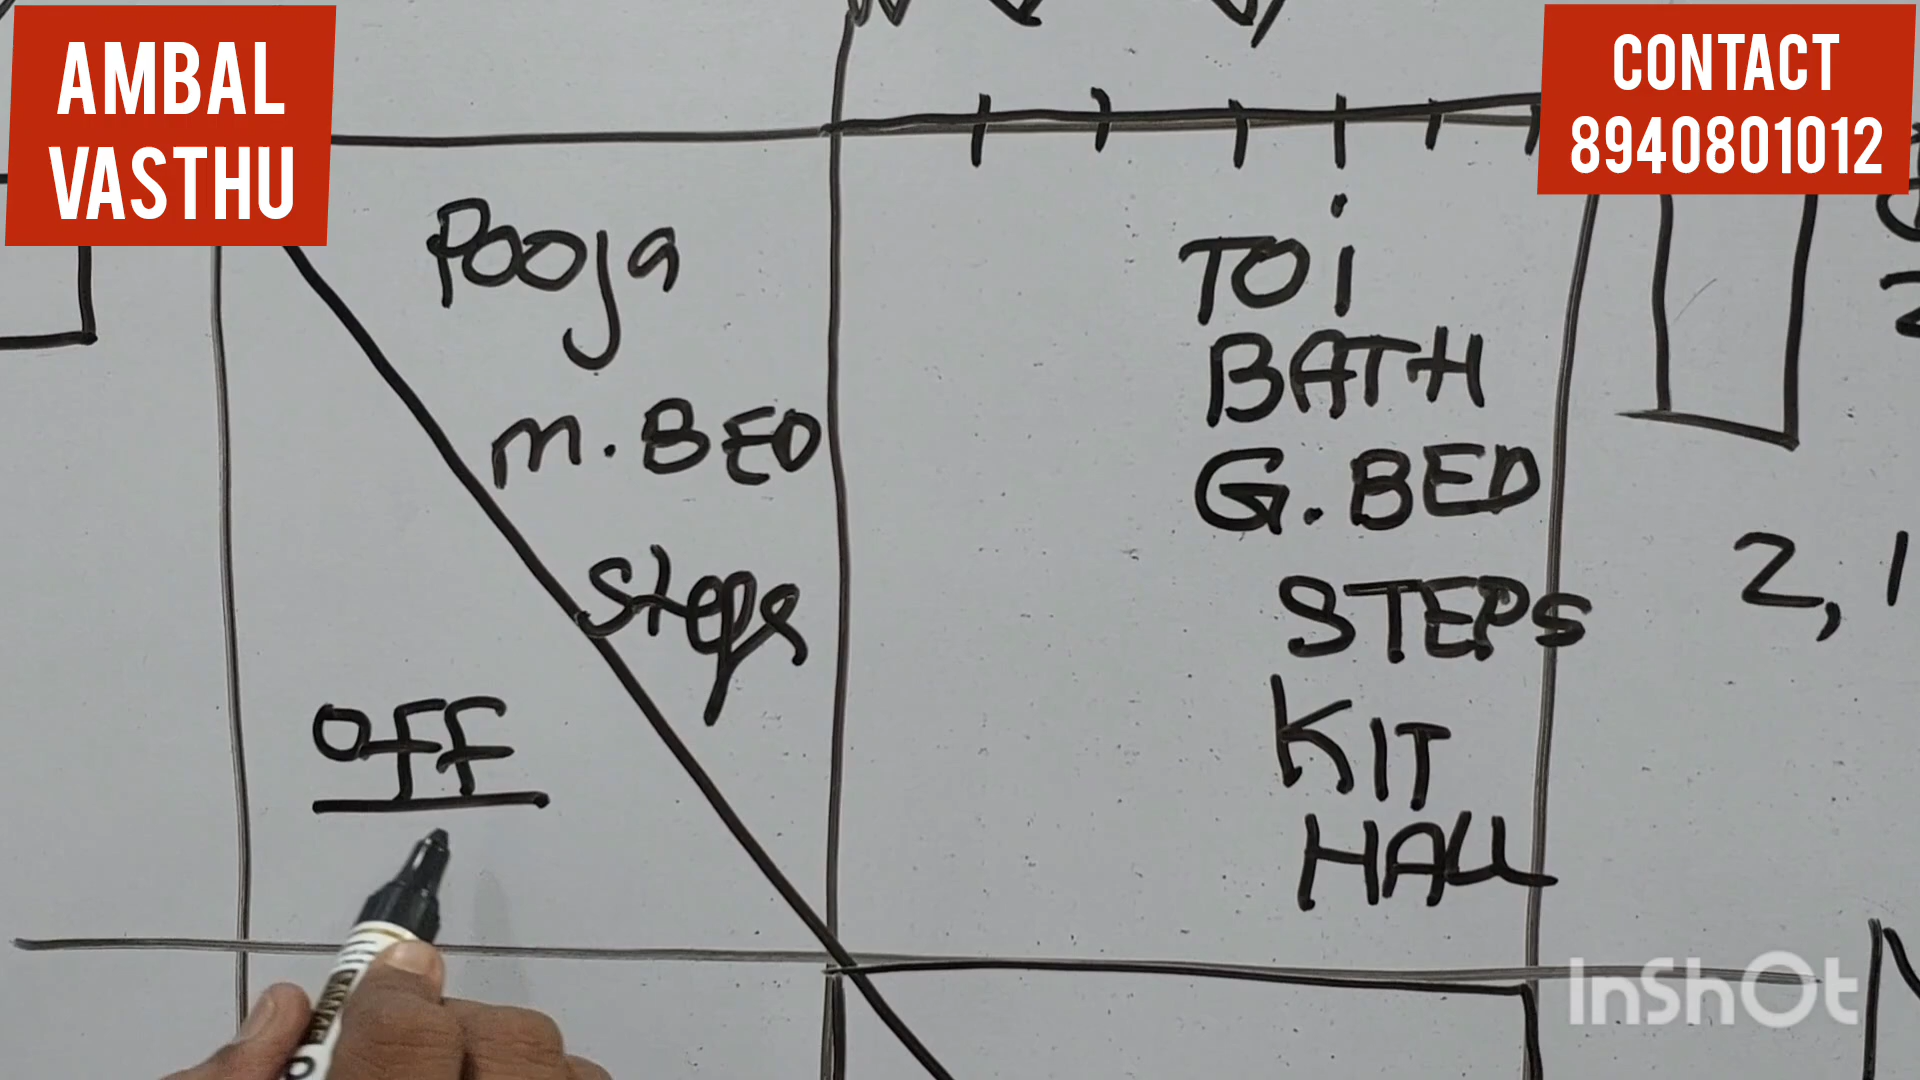 AMBAL
VASTHU
CONTACT
8940801012
Pooja
M.BED
Steps
OFF
TOi
BATH
G.BED
STEPS
KIT
HALL
2, 1
InShOt